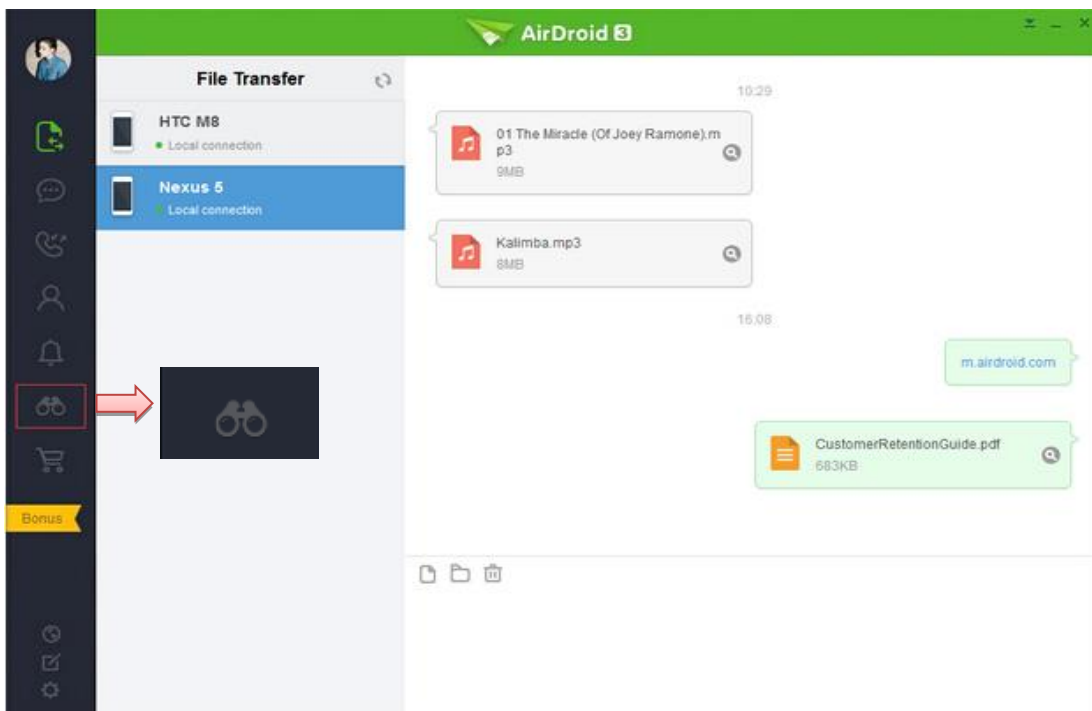 AirDroid 3
File Transfer
HTC M8
Local connection
Nexus 5
Local connection
Bonus
10:29
01 The Miracle (Of Joey Ramone).m
p3
9MB
Kalimba.mp3
8MB
16:08
m.airdroid.com
CustomerRetentionGuide.pdf
683KB